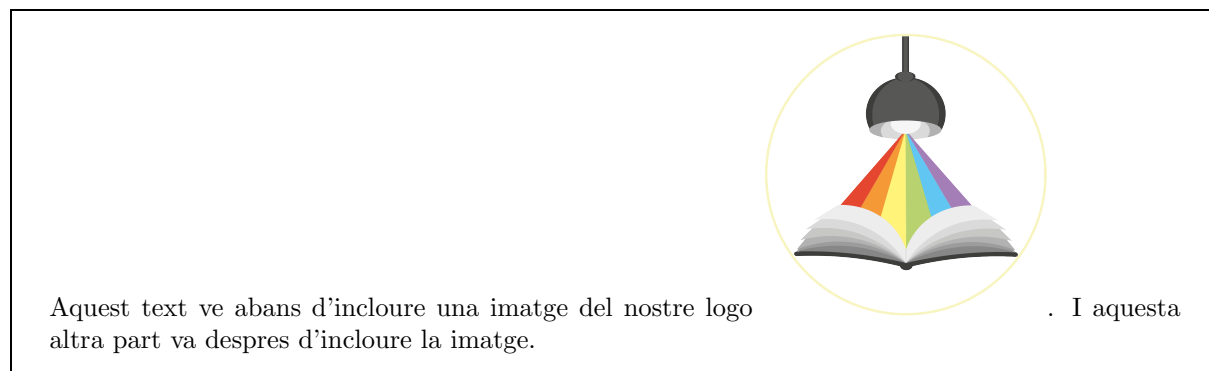 Aquest text ve abans d'incloure una imatge del nostre logo . I aquesta
altra part va despres d'incloure la imatge.